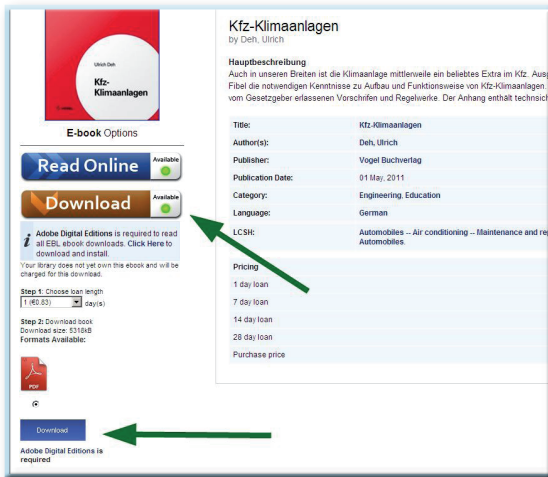 Ulrich Deh
Kfz-
Klimaanlagen
E-book Options
Read Online
Available
Download
Available
i
Adobe Digital Editions is required to read
all EBL ebook downloads. Click Here to
download and install.
Your library does not yet own this ebook and will be
charged for this download.
Step 1: Choose loan length
1 (€0.83) day(s)
Step 2: Download book
Download size: 5318kB
Formats Available:
PDF
Download
Adobe Digital Editions is
required
Kfz-Klimaanlagen
by Deh, Ulrich
Hauptbeschreibung
Auch in unseren Breiten ist die Klimaanlage mittlerweile ein beliebtes Extra im Kfz. Ausg
Fibel die notwendigen Kenntnisse zu Aufbau und Funktionsweise von Kfz-Klimaanlagen.
vom Gesetzgeber erlassenen Vorschrifen und Regelwerke. Der Anhang enthält technsich
Title: Kfz-Klimaanlagen
Author(s): Deh, Ulrich
Publisher: Vogel Buchverlag
Publication Date: 01 May, 2011
Category: Engineering, Education
Language: German
LCSH: Automobiles -- Air conditioning -- Maintenance and rep
Automobiles.
Pricing
1 day loan
7 day loan
14 day loan
28 day loan
Purchase price